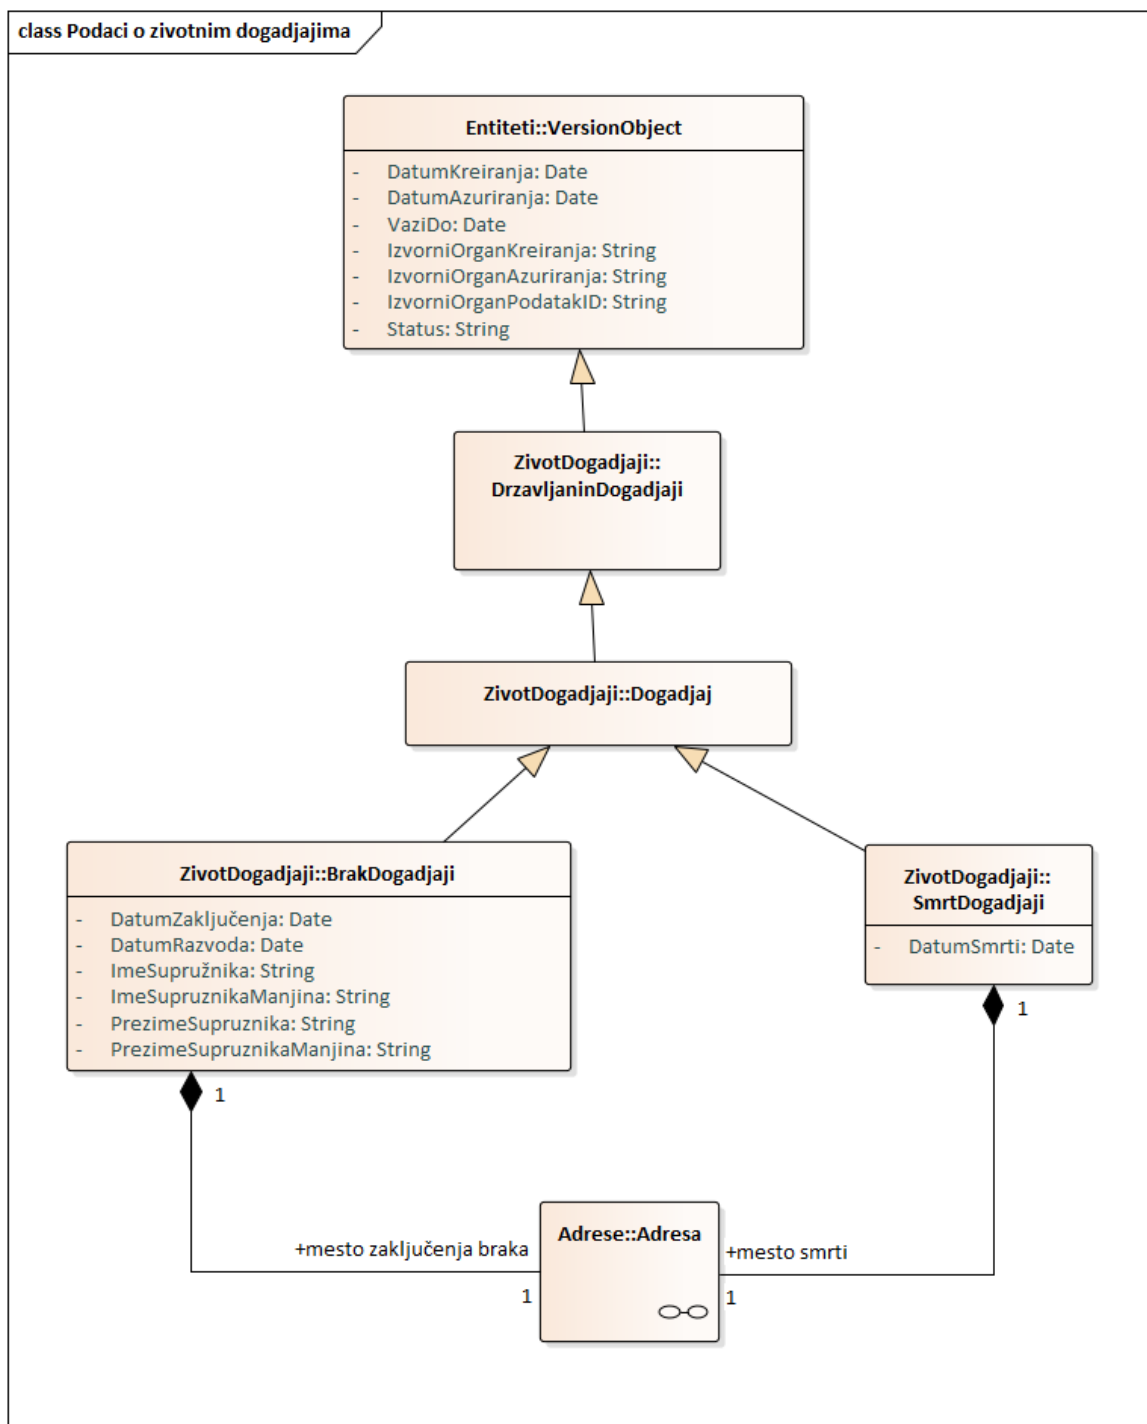 class Podaci o zivotnim dogadjajima
Entiteti::VersionObject
- DatumKreiranja: Date
- DatumAzuriranja: Date
- VaziDo: Date
- IzvorniOrganKreiranja: String
- IzvorniOrganAzuriranja: String
- IzvorniOrganPodatakID: String
- Status: String
ZivotDogadjaji::
DrzavljaninDogadjaji
ZivotDogadjaji::Dogadjaj
ZivotDogadjaji::BrakDogadjaji
- DatumZaključenja: Date
- DatumRazvoda: Date
- ImeSupružnika: String
- ImeSupruznikaManjina: String
- PrezimeSupruznika: String
- PrezimeSupruznikaManjina: String
ZivotDogadjaji::
SmrtDogadjaji
- DatumSmrti: Date
1
1
Adrese::Adresa
+mesto zaključenja braka
1
+mesto smrti
1